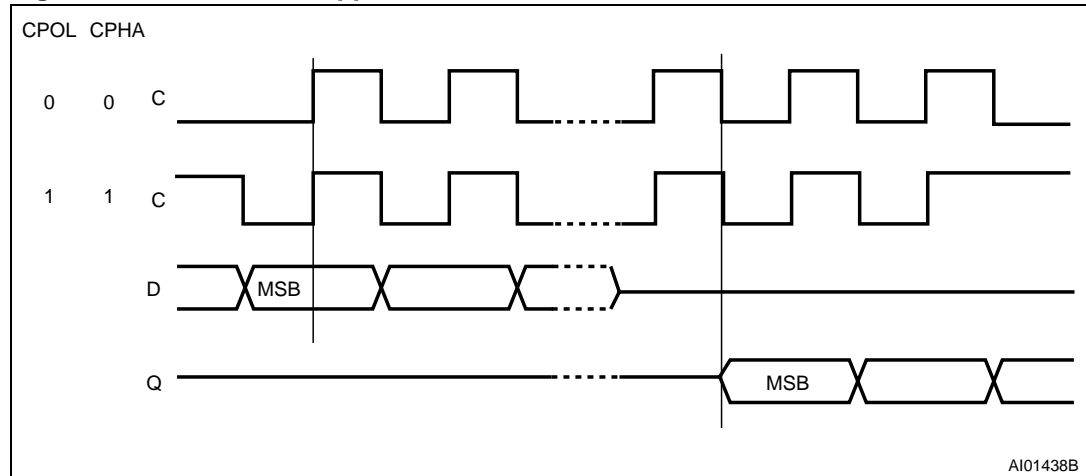 CPOL CPHA
0 0 C
1 1 C
D MSB
Q MSB
AI01438B